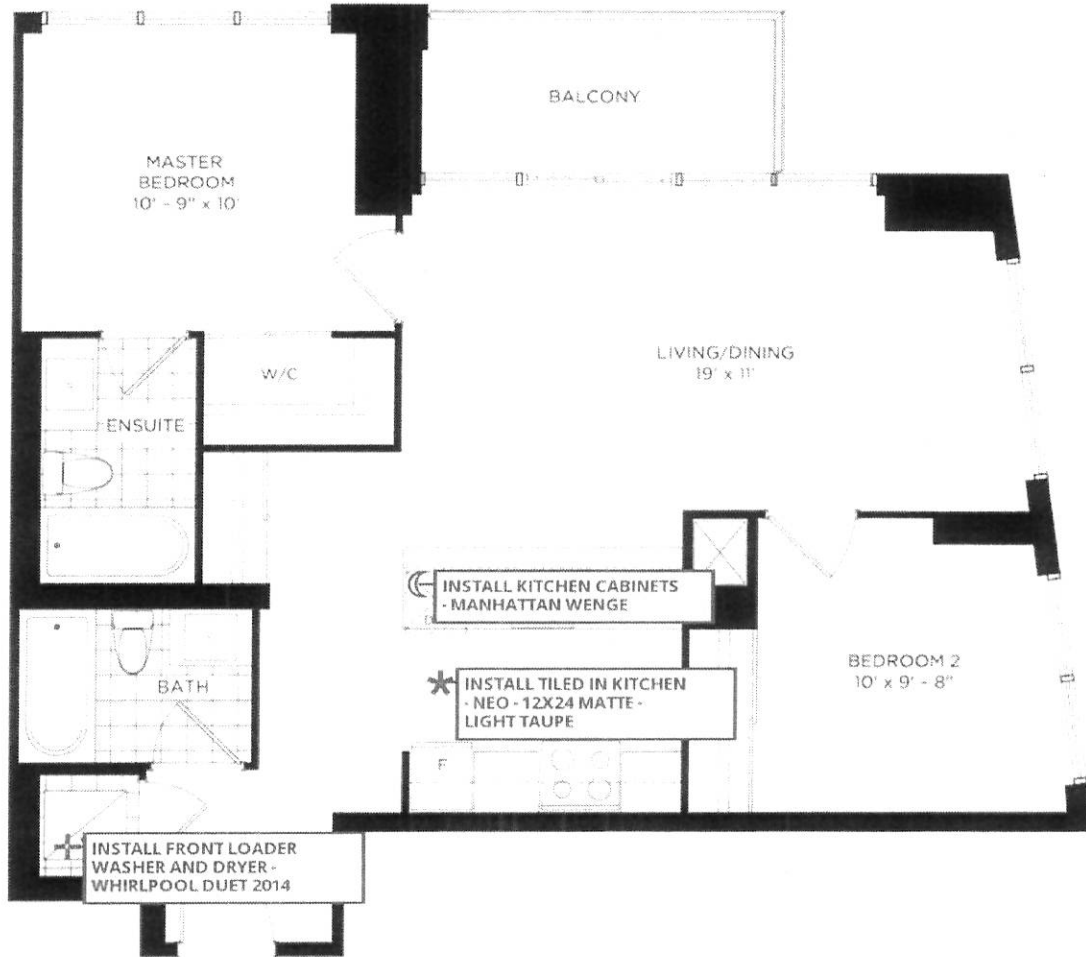 BALCONY
MASTER
BEDROOM
10' - 9" x 10'
LIVING/DINING
19' x 11'
W/C
ENSUITE
INSTALL KITCHEN CABINETS
- MANHATTAN WENGE
BEDROOM 2
10' x 9' - 8"
BATH
INSTALL TILED IN KITCHEN
- NEO - 12X24 MATTE -
LIGHT TAUPE
F
INSTALL FRONT LOADER
WASHER AND DRYER -
WHIRLPOOL DUET 2014